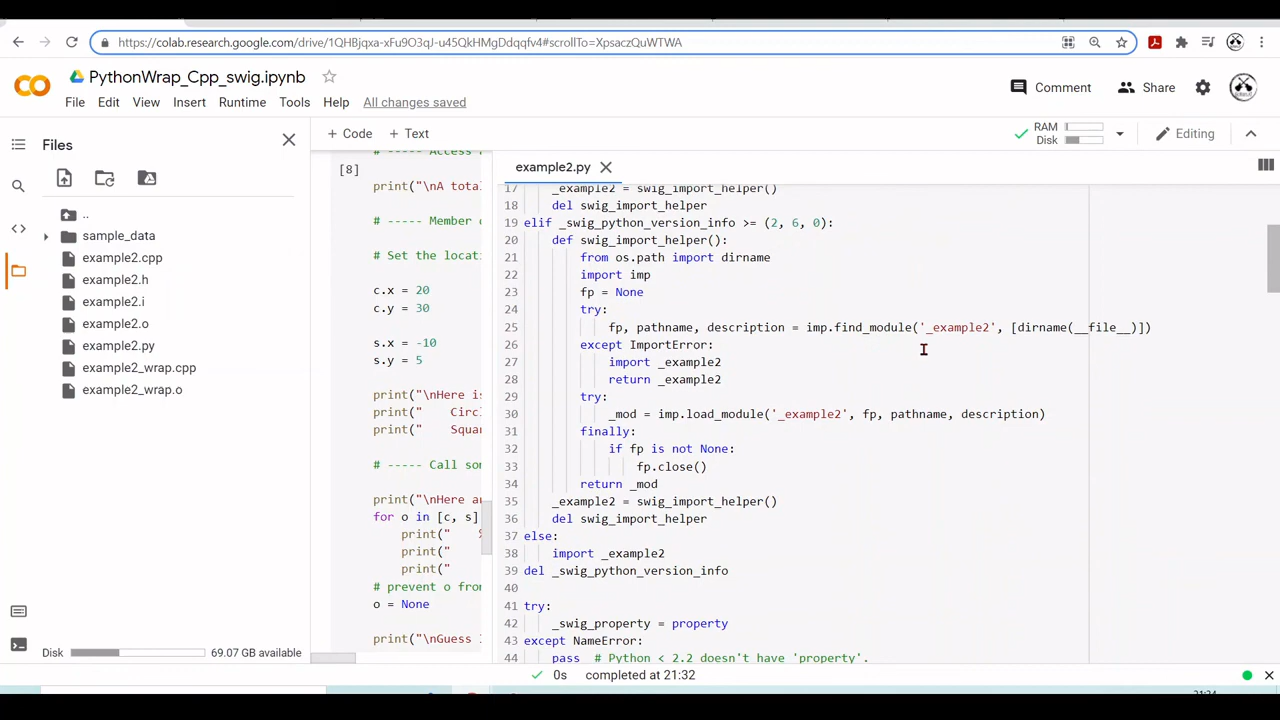 https://colab.research.google.com/drive/1QHBjqxa-xFu9O3qJ-u45QkHMgDdqqfv4#scrollTo=XpsaczQuWTWA
PythonWrap_Cpp_swig.ipynb
File Edit View Insert Runtime Tools Help All changes saved
Comment Share
Files
+ Code + Text
RAM
Disk
Editing
..
sample_data
example2.cpp
example2.h
example2.i
example2.o
example2.py
example2_wrap.cpp
example2_wrap.o
Disk 69.07 GB available
[8]
# ----- Access
print("\nA total
# ----- Member
# Set the locati
c.x = 20
c.y = 30
s.x = -10
s.y = 5
print("\nHere is
print("    Circl
print("    Squar
# ----- Call som
print("\nHere an
for o in [c, s]
print("
print("
print("
# prevent o from
o = None
print("\nGuess I
example2.py
17 _example2 = swig_import_helper()
18 del swig_import_helper
19 elif _swig_python_version_info >= (2, 6, 0):
20 def swig_import_helper():
21 from os.path import dirname
22 import imp
23 fp = None
24 try:
25 fp, pathname, description = imp.find_module('_example2', [dirname(__file__)])
26 except ImportError:
27 import _example2
28 return _example2
29 try:
30 _mod = imp.load_module('_example2', fp, pathname, description)
31 finally:
32 if fp is not None:
33 fp.close()
34 return _mod
35 _example2 = swig_import_helper()
36 del swig_import_helper
37 else:
38 import _example2
39 del _swig_python_version_info
40
41 try:
42 _swig_property = property
43 except NameError:
44 pass  # Python < 2.2 doesn't have 'property'.
0s completed at 21:32